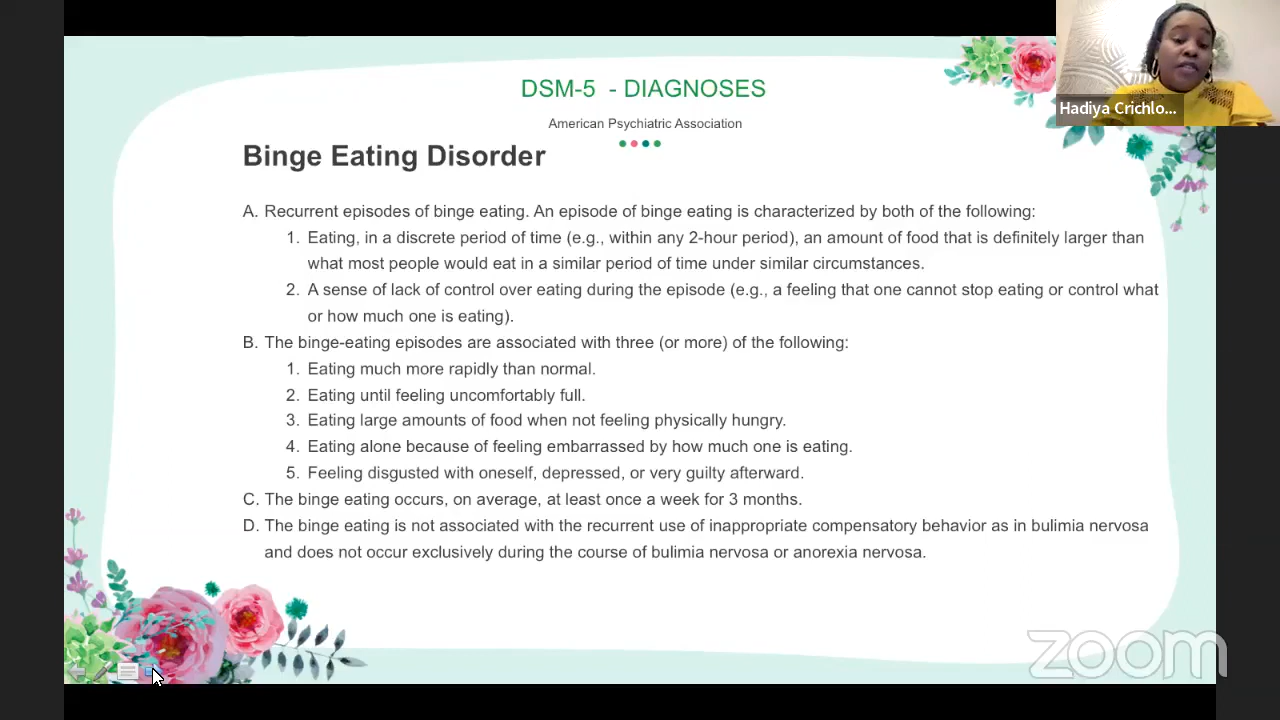 DSM-5 - DIAGNOSES
American Psychiatric Association
Binge Eating Disorder
A. Recurrent episodes of binge eating. An episode of binge eating is characterized by both of the following:
1. Eating, in a discrete period of time (e.g., within any 2-hour period), an amount of food that is definitely larger than
what most people would eat in a similar period of time under similar circumstances.
2. A sense of lack of control over eating during the episode (e.g., a feeling that one cannot stop eating or control what
or how much one is eating).
B. The binge-eating episodes are associated with three (or more) of the following:
1. Eating much more rapidly than normal.
2. Eating until feeling uncomfortably full.
3. Eating large amounts of food when not feeling physically hungry.
4. Eating alone because of feeling embarrassed by how much one is eating.
5. Feeling disgusted with oneself, depressed, or very guilty afterward.
C. The binge eating occurs, on average, at least once a week for 3 months.
D. The binge eating is not associated with the recurrent use of inappropriate compensatory behavior as in bulimia nervosa
and does not occur exclusively during the course of bulimia nervosa or anorexia nervosa.
Hadiya Crichlo...
zoom